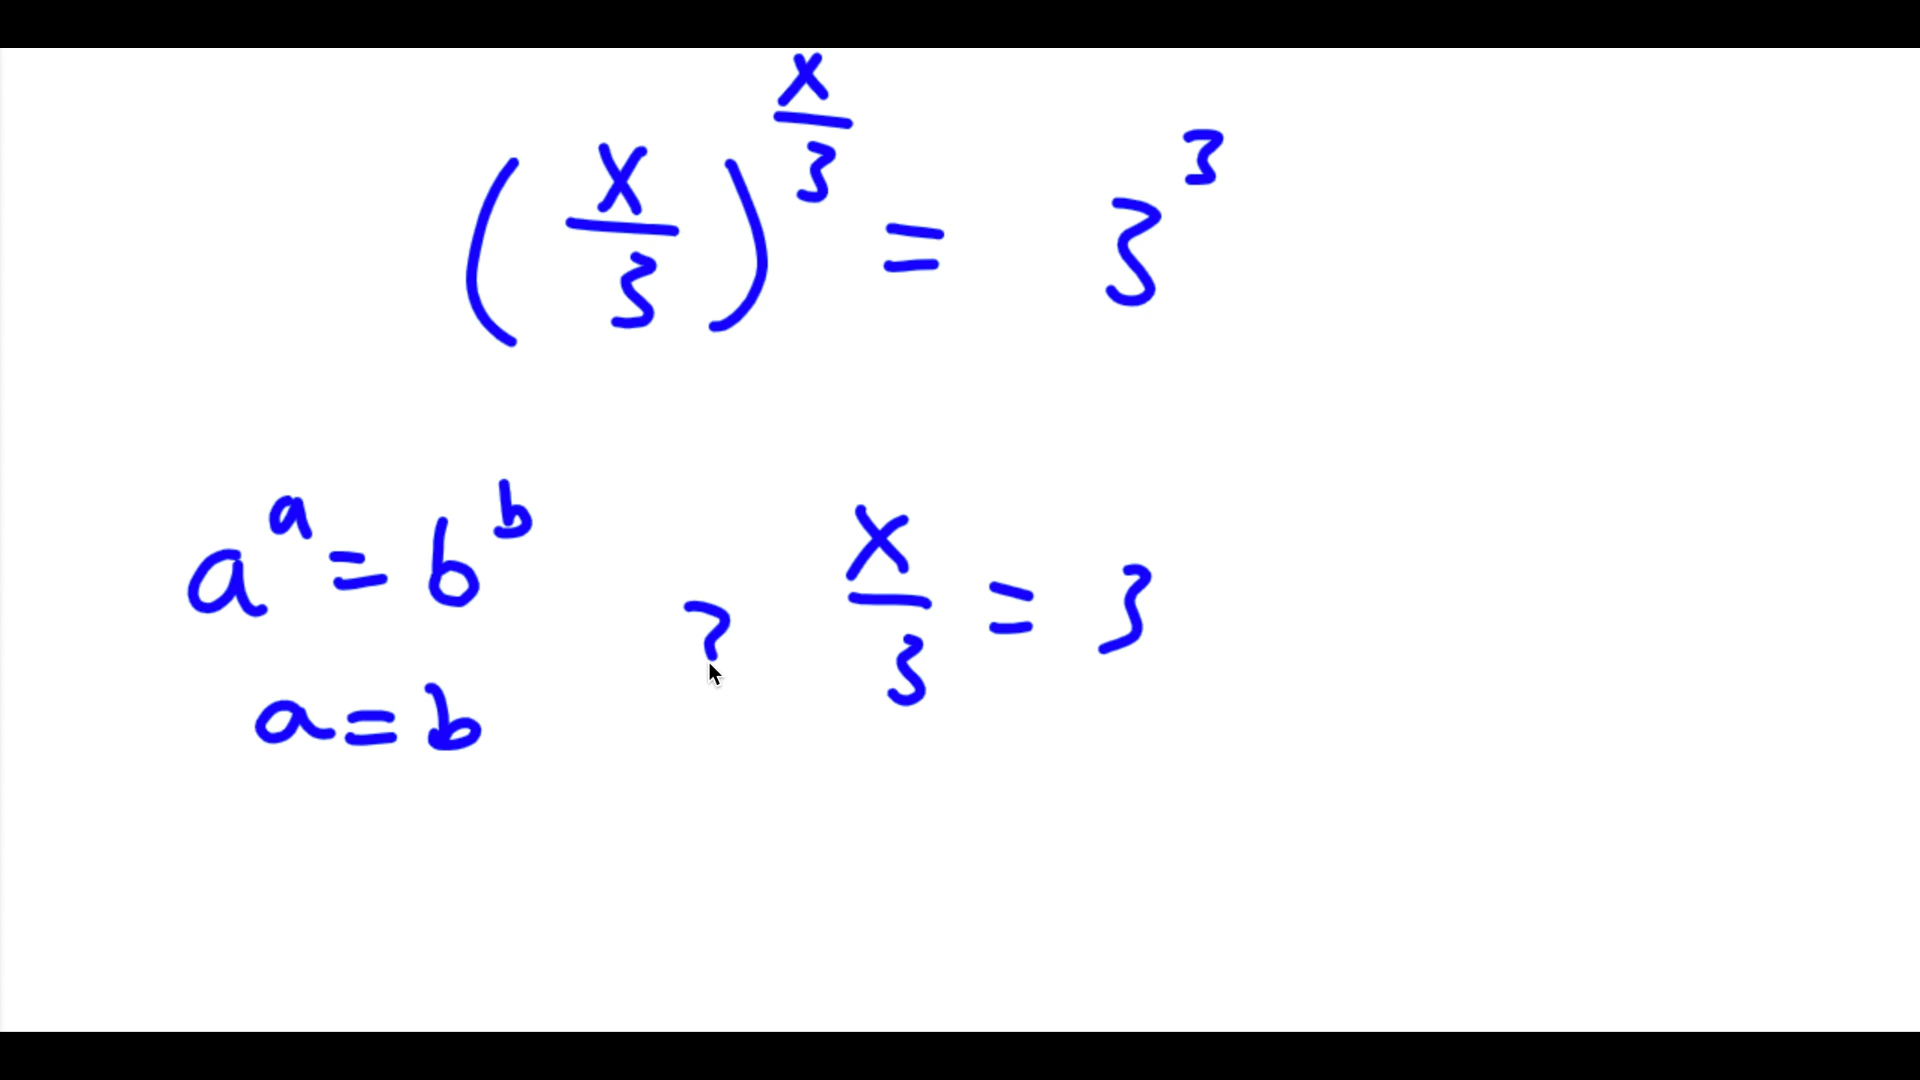 (x/3)^(x/3) = 3^3
a^a = b^b ? x/3 = 3
a = b